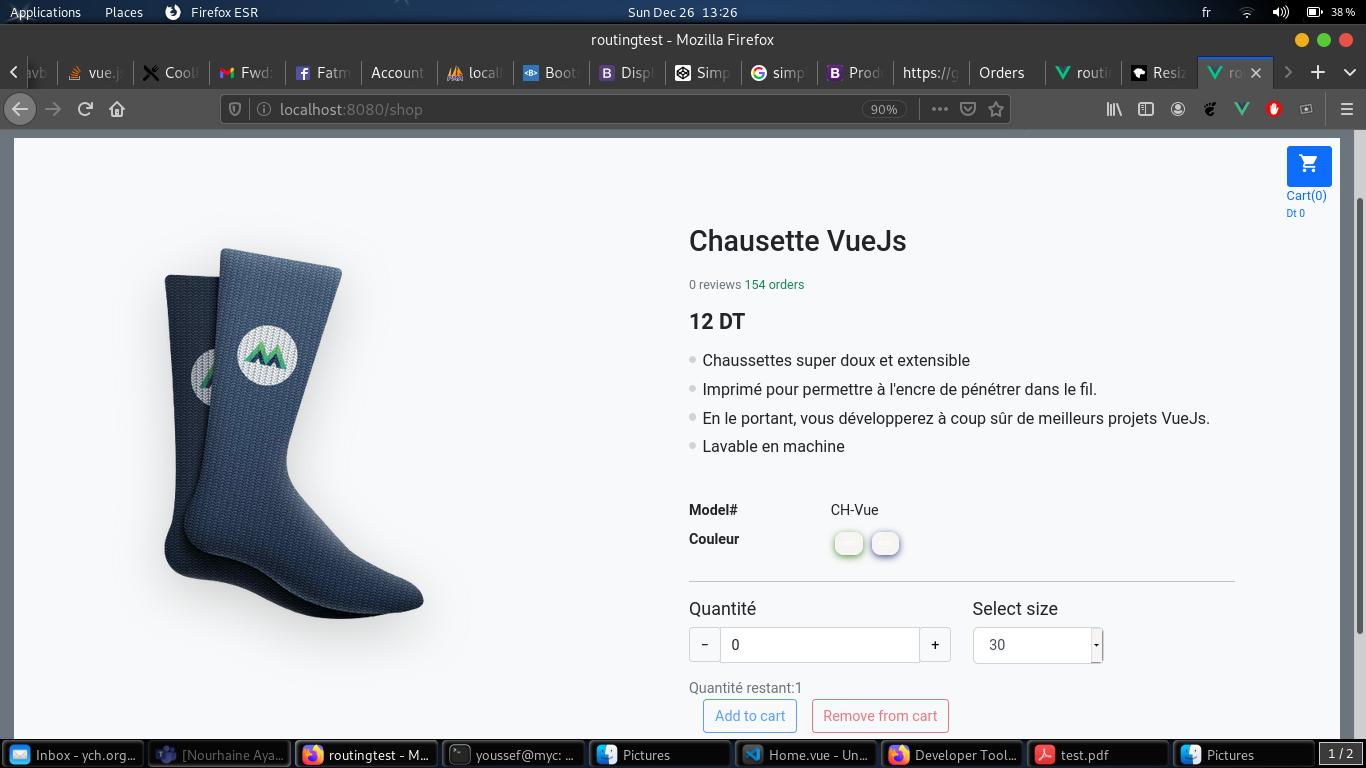 Applications Places Firefox ESR Sun Dec 26 13:26 fr 38 %
routingtest - Mozilla Firefox
vue.j Cool Fwd: Fatm Account local Boot Displ Simp simp Prod https://g Orders routi Resiz ro
localhost:8080/shop 90%
Cart(0)
Dt 0
Chausette VueJs
0 reviews 154 orders
12 DT
Chaussettes super doux et extensible
Imprimé pour permettre à l'encre de pénétrer dans le fil.
En le portant, vous développerez à coup sûr de meilleurs projets VueJs.
Lavable en machine
Model# CH-Vue
Couleur
Quantité Select size
− 0 + 30
Quantité restant:1
Add to cart Remove from cart
Inbox - ych.org... [Nourhaine Aya... routingtest - M... youssef@myc: ... Pictures Home.vue - Un... Developer Tool... test.pdf Pictures 1 / 2